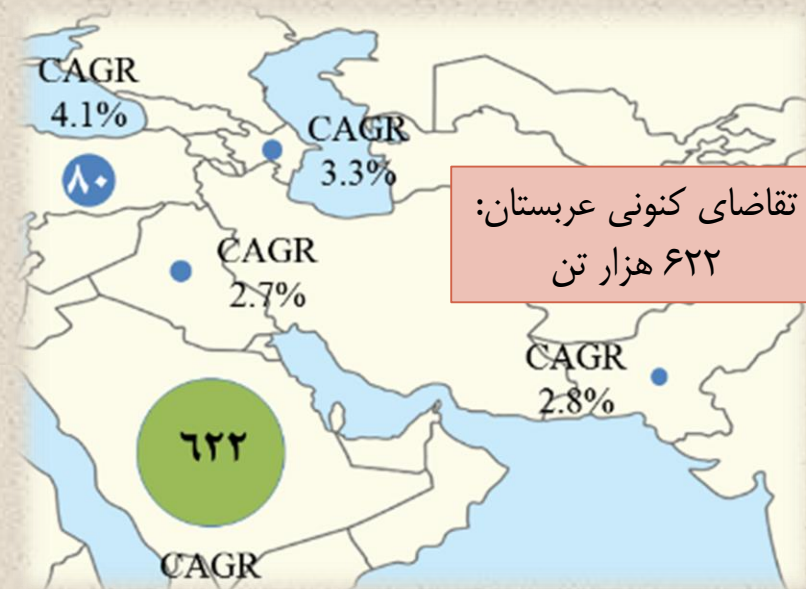 CAGR
4.1%
۸۰
CAGR
3.3%
تقاضای کنونی عربستان:
۶۲۲ هزار تن
CAGR
2.7%
CAGR
2.8%
٦٢٢
CAGR